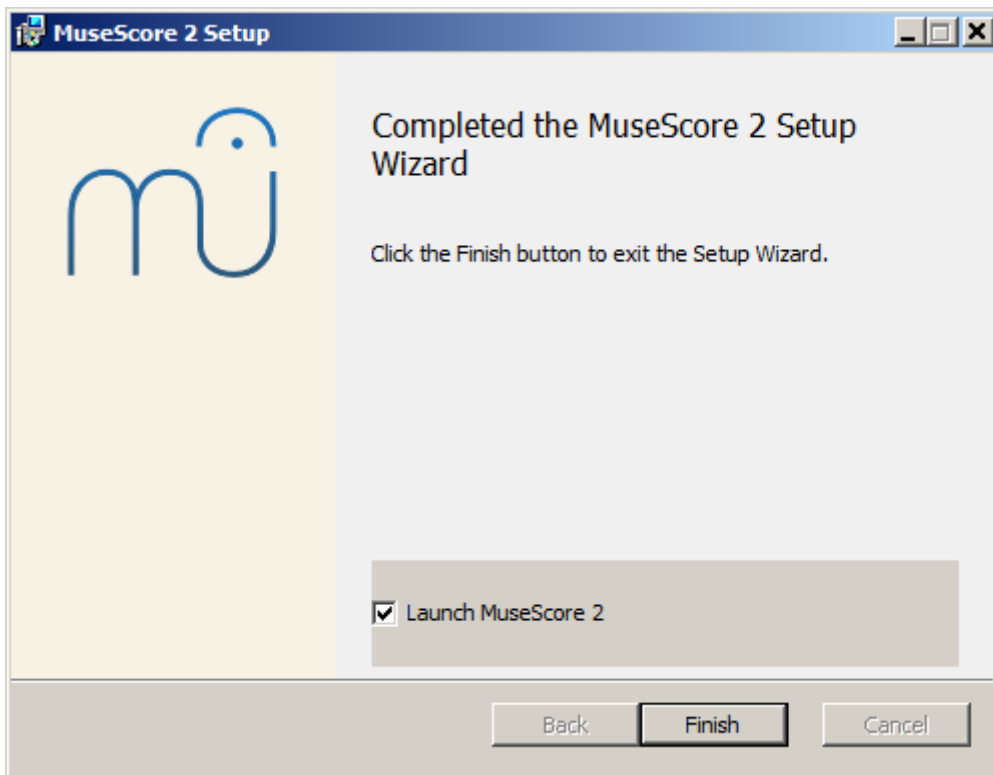 MuseScore 2 Setup
mu
Completed the MuseScore 2 Setup
Wizard
Click the Finish button to exit the Setup Wizard.
Launch MuseScore 2
Back
Finish
Cancel